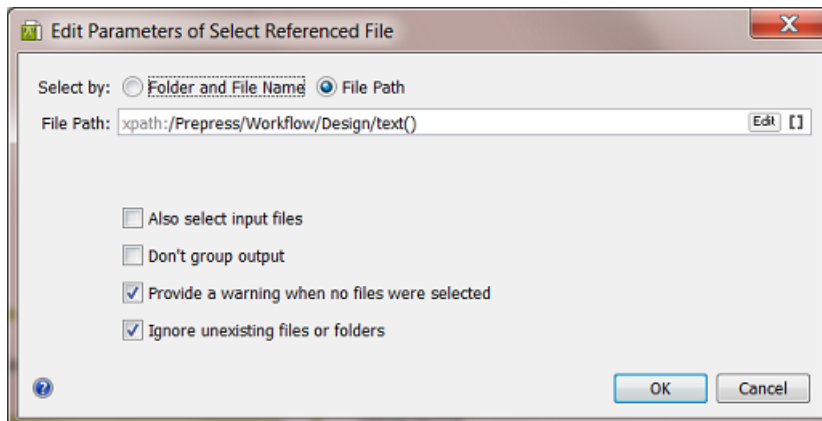 Edit Parameters of Select Referenced File
Select by: Folder and File Name File Path
File Path: xpath:/Prepress/Workflow/Design/text() Edit []
Also select input files
Don't group output
Provide a warning when no files were selected
Ignore unexisting files or folders
? OK Cancel